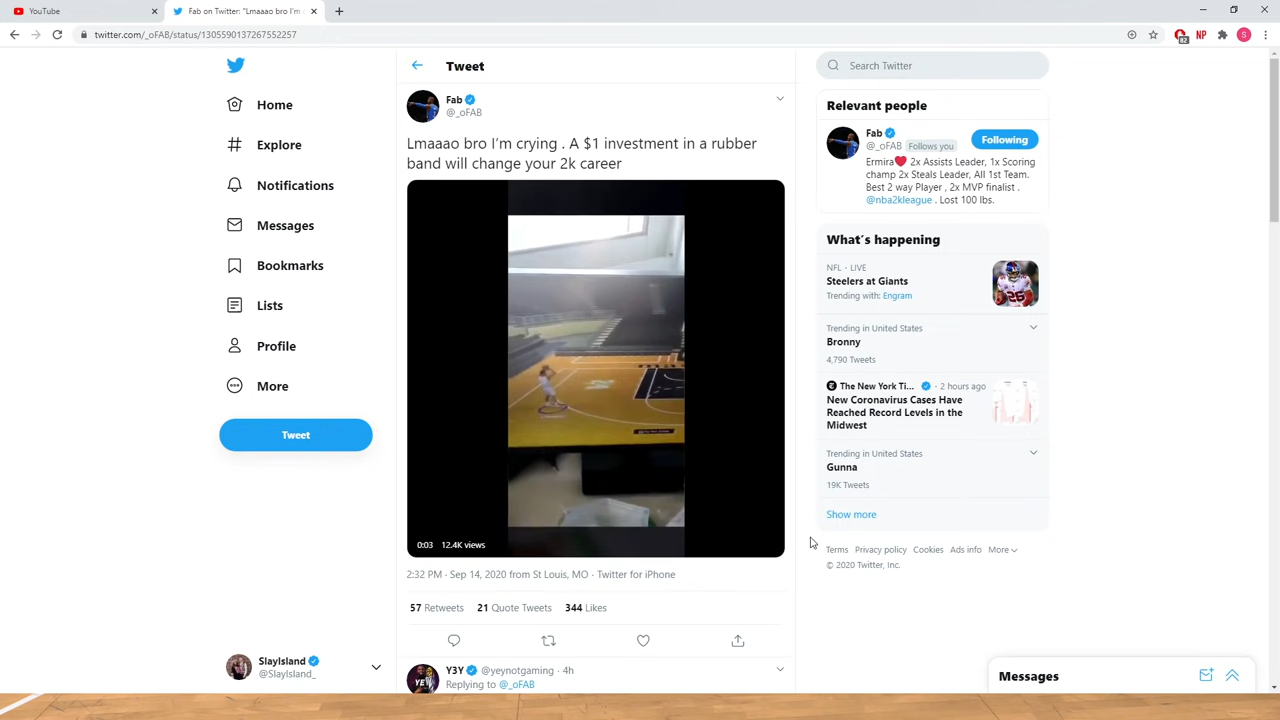 YouTube
Fab on Twitter: "Lmaaao bro I'm c
twitter.com/_oFAB/status/1305590137267552257
82
NP
S
Home
Explore
Notifications
Messages
Bookmarks
Lists
Profile
More
Tweet
SlayIsland
@SlayIsland_
Tweet
Fab
@_oFAB
Lmaaao bro I'm crying . A $1 investment in a rubber
band will change your 2k career
0:03 12.4K views
2:32 PM · Sep 14, 2020 from St Louis, MO · Twitter for iPhone
57 Retweets 21 Quote Tweets 344 Likes
Y3Y @yeynotgaming · 4h
Replying to @_oFAB
Search Twitter
Relevant people
Fab
@_oFAB Follows you
Following
Ermira❤️ 2x Assists Leader, 1x Scoring
champ 2x Steals Leader, All 1st Team.
Best 2 way Player , 2x MVP finalist .
@nba2kleague . Lost 100 lbs.
What's happening
NFL · LIVE
Steelers at Giants
Trending with: Engram
Trending in United States
Bronny
4,790 Tweets
The New York Ti... · 2 hours ago
New Coronavirus Cases Have
Reached Record Levels in the
Midwest
Trending in United States
Gunna
19K Tweets
Show more
Terms Privacy policy Cookies Ads info More
© 2020 Twitter, Inc.
Messages